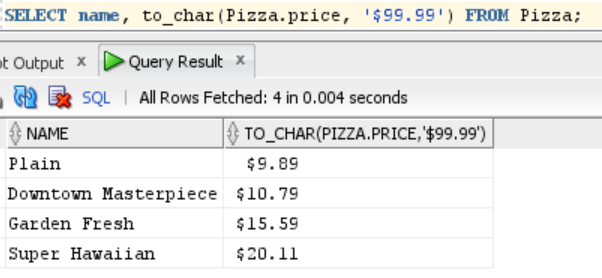 SELECT name, to_char(Pizza.price, '$99.99') FROM Pizza;
ot Output x Query Result x
SQL | All Rows Fetched: 4 in 0.004 seconds
NAME TO_CHAR(PIZZA.PRICE,'$99.99')
Plain $9.89
Downtown Masterpiece $10.79
Garden Fresh $15.59
Super Hawaiian $20.11